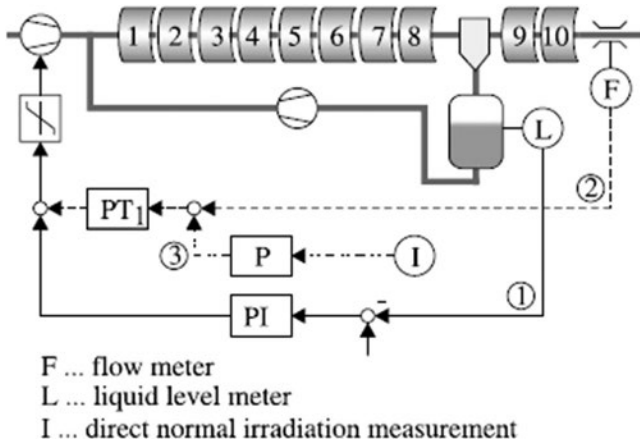 1 2 3 4 5 6 7 8 9 10
F
L
②
PT1
③ P I
①
PI -
F ... flow meter
L ... liquid level meter
I ... direct normal irradiation measurement